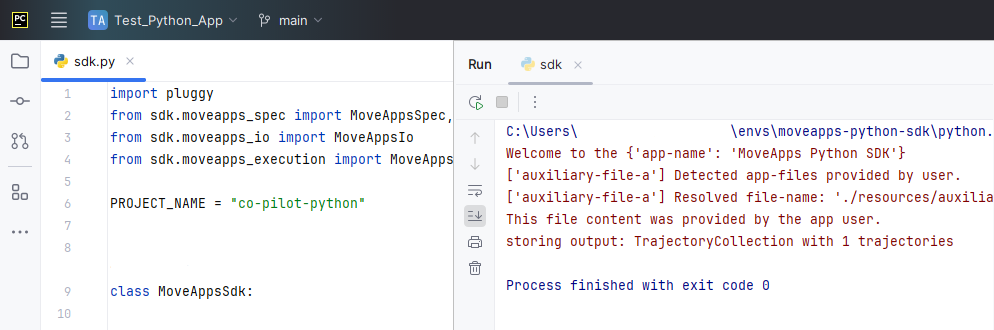 PC TA Test_Python_App main
sdk.py
1 import pluggy
2 from sdk.moveapps_spec import MoveAppsSpec,
3 from sdk.moveapps_io import MoveAppsIo
4 from sdk.moveapps_execution import MoveApps
5
6 PROJECT_NAME = "co-pilot-python"
7
8
9 class MoveAppsSdk:
10
Run sdk
C:\Users\ \envs\moveapps-python-sdk\python.
Welcome to the {'app-name': 'MoveApps Python SDK'}
['auxiliary-file-a'] Detected app-files provided by user.
['auxiliary-file-a'] Resolved file-name: './resources/auxilia
This file content was provided by the app user.
storing output: TrajectoryCollection with 1 trajectories
Process finished with exit code 0